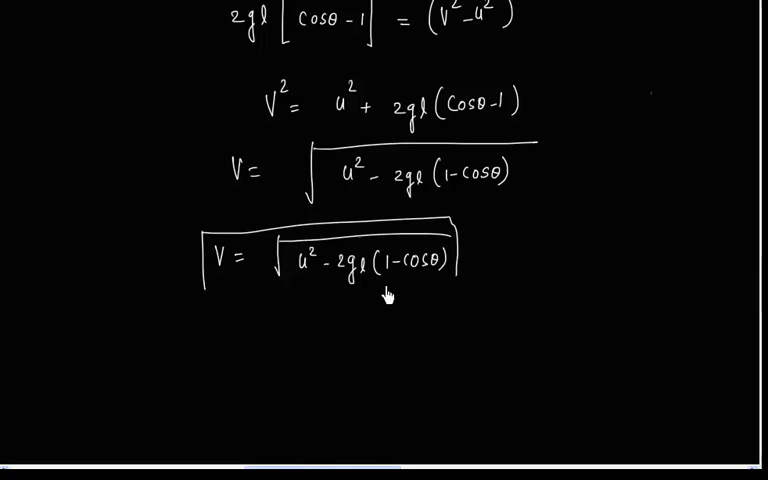 2gl [cosθ-1] = (V²-u²)
V² = u² + 2gl(cosθ-1)
V = √u² - 2gl(1-cosθ)
V = √u² - 2gl(1-cosθ)